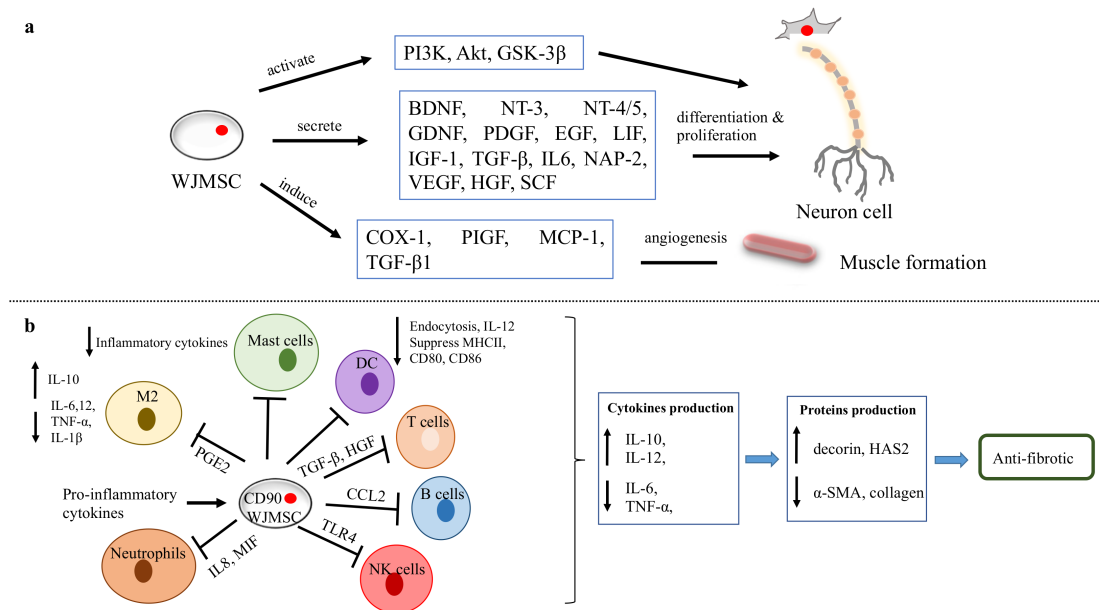 a
activate
PI3K, Akt, GSK-3β
secrete
BDNF, NT-3, NT-4/5,
GDNF, PDGF, EGF, LIF,
IGF-1, TGF-β, IL6, NAP-2,
VEGF, HGF, SCF
differentiation &
proliferation
WJMSC
induce
Neuron cell
COX-1, PIGF, MCP-1,
TGF-β1
angiogenesis
Muscle formation
b
Inflammatory cytokines
Mast cells
Endocytosis, IL-12
Suppress MHCII,
CD80, CD86
DC
IL-10
IL-6,12,
TNF-α,
IL-1β
M2
T cells
PGE2
TGF-β, HGF
Pro-inflammatory
cytokines
CD90
WJMSC
CCL2
B cells
TLR4
Neutrophils
IL8, MIF
NK cells
Cytokines production
IL-10,
IL-12,
IL-6,
TNF-α,
Proteins production
decorin, HAS2
α-SMA, collagen
Anti-fibrotic